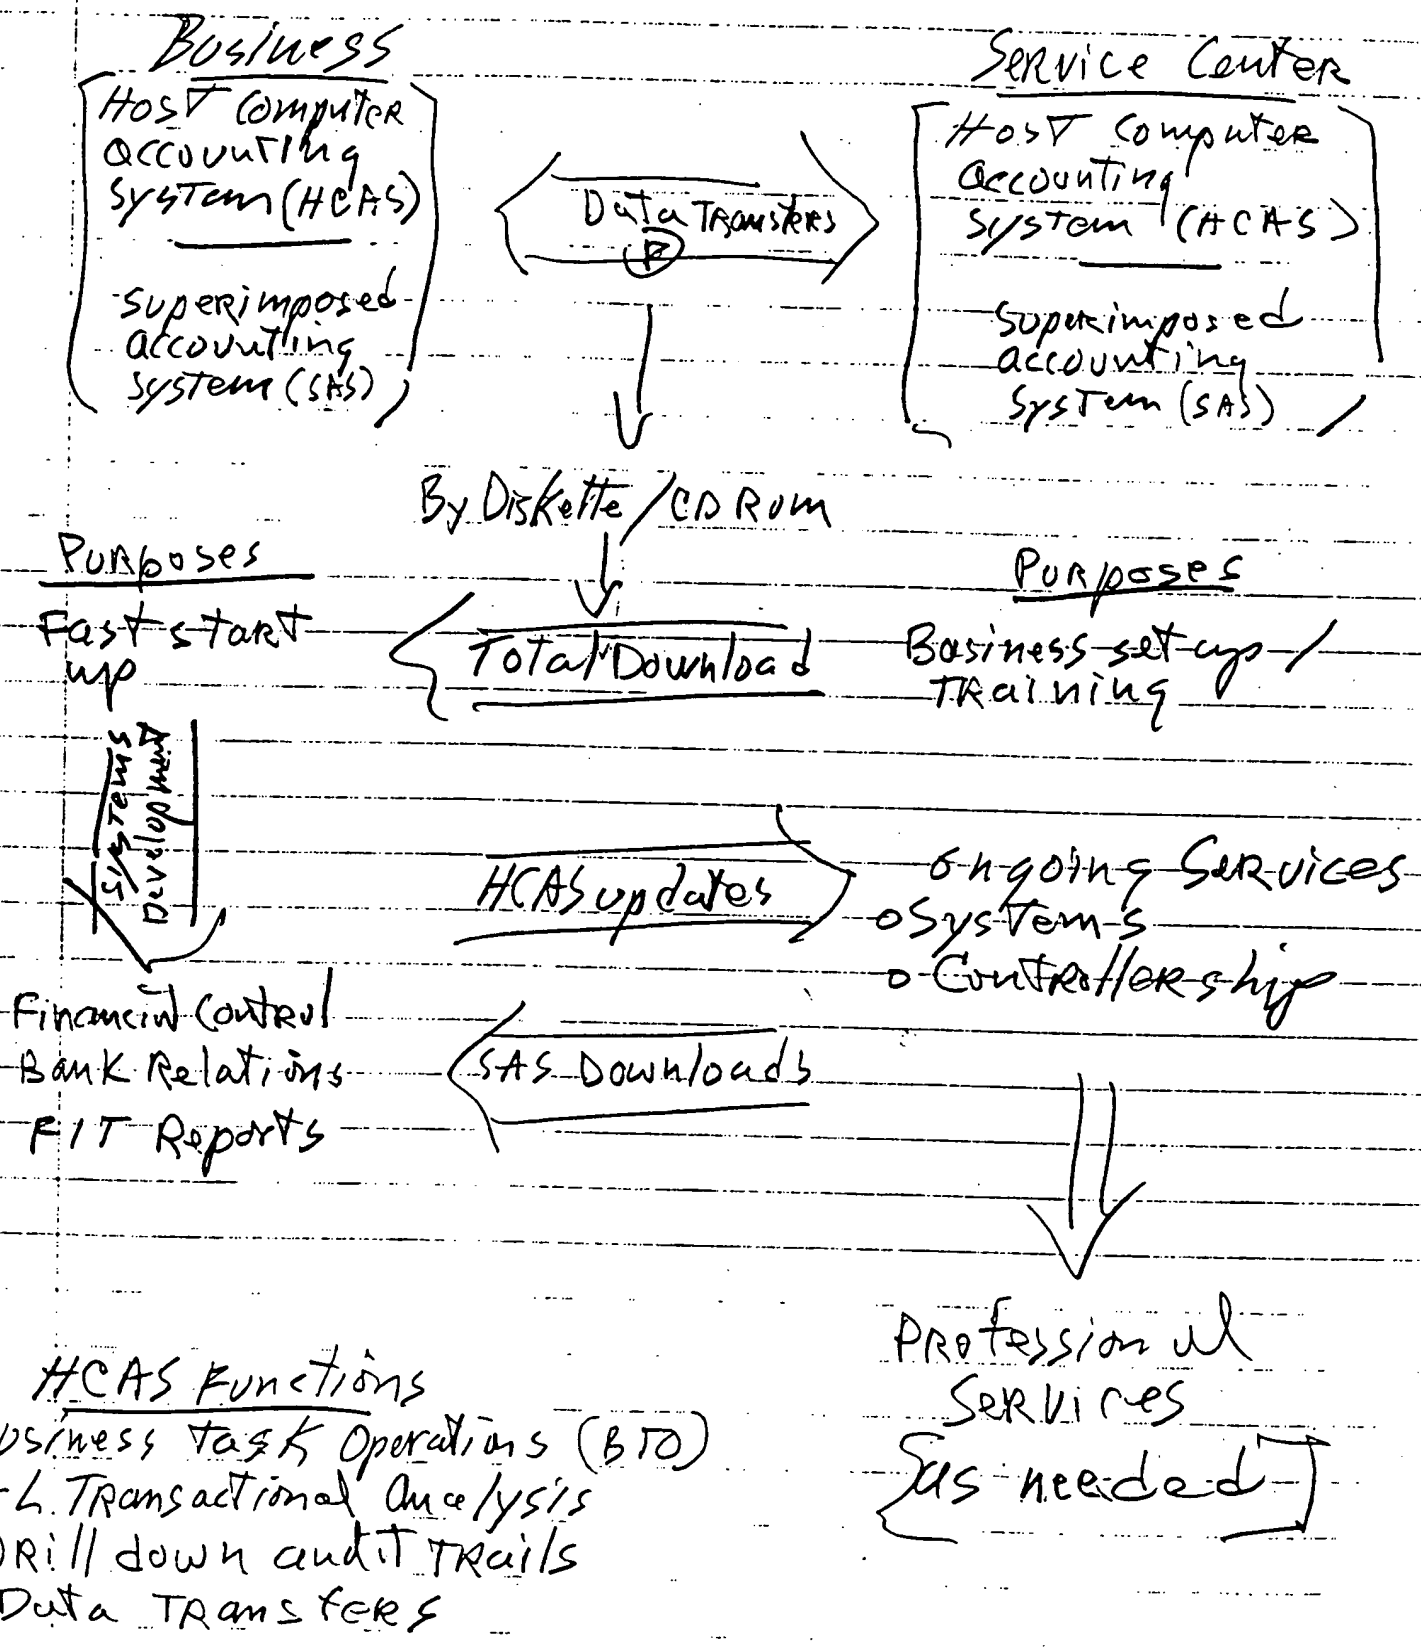 Business
Host Computer
accounting
system (HCAS)
superimposed
accounting
system (SAS)
Data Transfers
Service Center
Host Computer
accounting
system (HCAS)
superimposed
accounting
system (SAS)
By Diskette / CD Rom
Purposes
Fast start
up
Total Download
Purposes
Business set-up /
Training
Systems
Development
HCAS updates
ongoing Services
o Systems
o Controllership
Financial Control
Bank Relations
FIT Reports
SAS Downloads
Professional
Services
[as needed]
HCAS Functions
usiness Task Operations (BTO)
-L. Transactional Analysis
Drill down audit Trails
Data Transfers